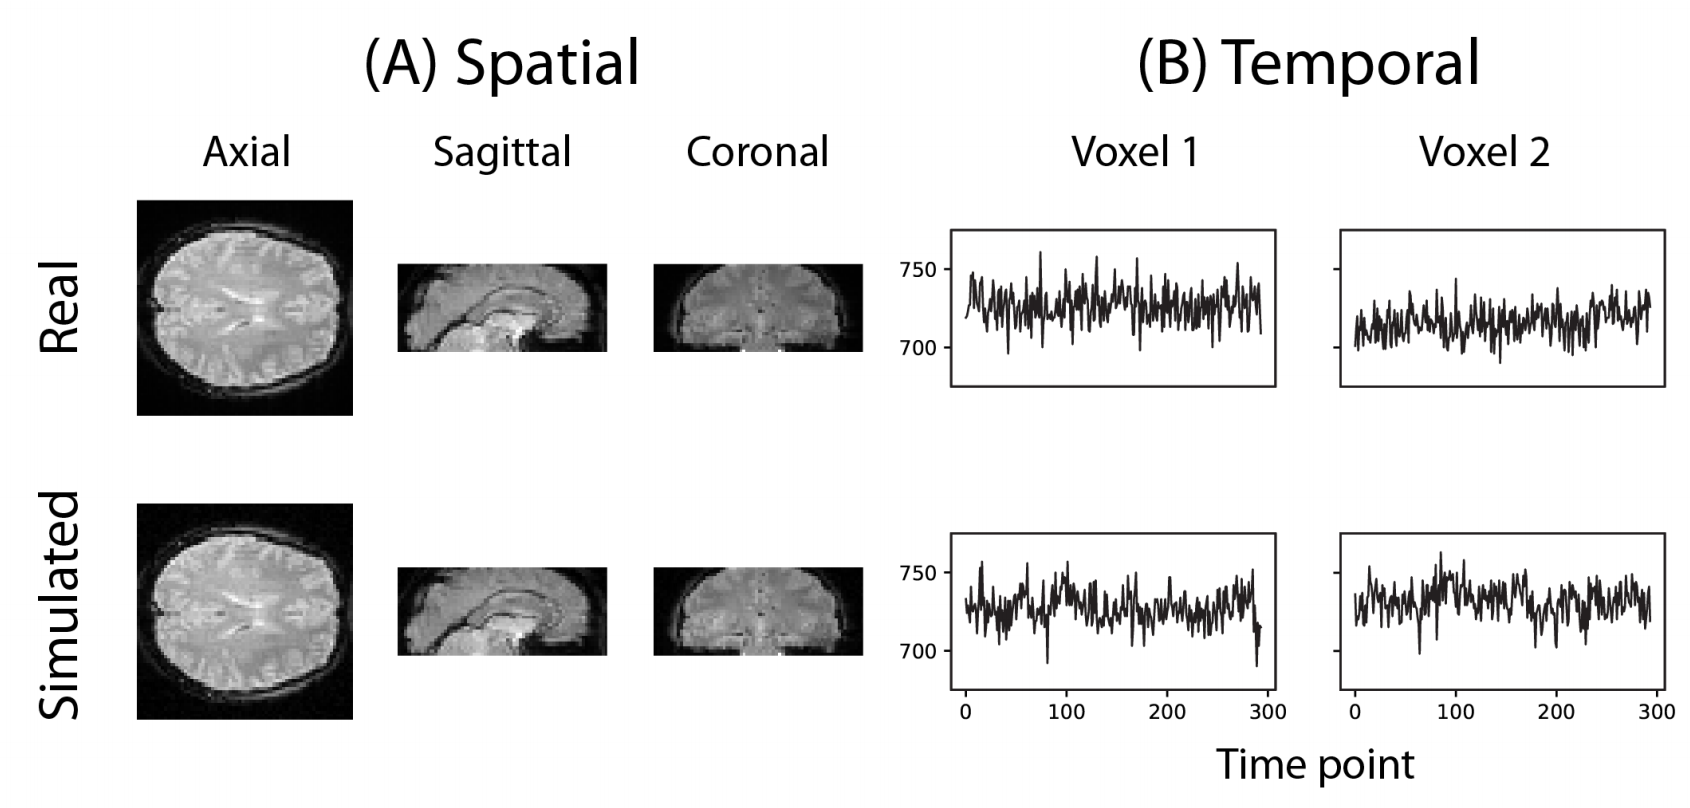 (A) Spatial
(B) Temporal
Axial
Sagittal
Coronal
Voxel 1
Voxel 2
Real
750
700
Simulated
750
700
0
100
200
300
0
100
200
300
Time point